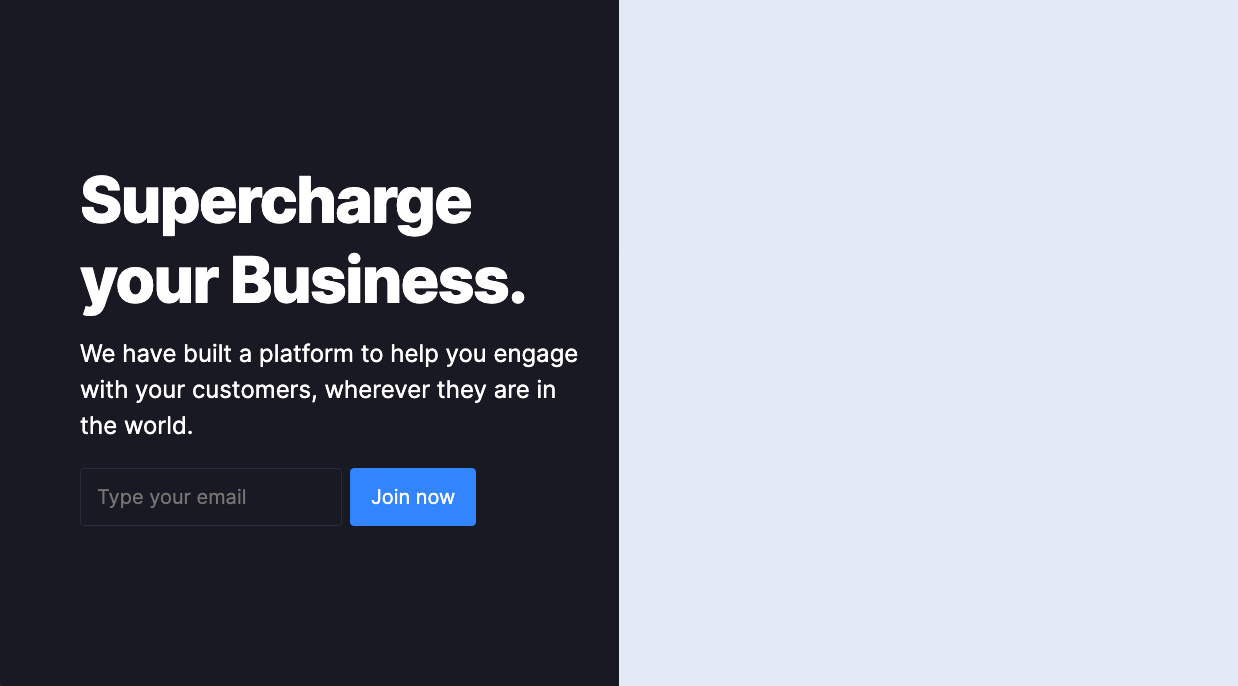 Supercharge
your Business.
We have built a platform to help you engage
with your customers, wherever they are in
the world.
Type your email
Join now